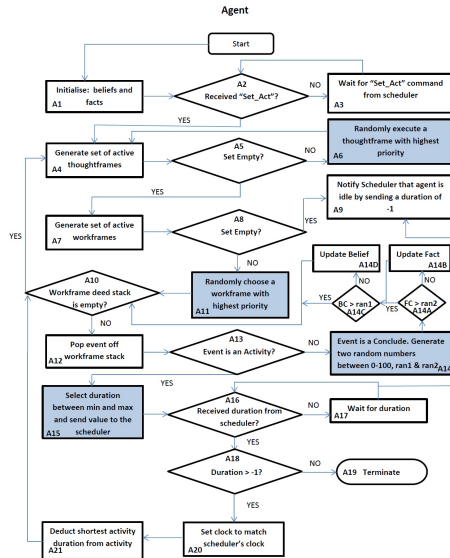 Agent
Start
A2
Received "Set_Act"?
Initialise: beliefs and
facts
A1
NO
Wait for "Set_Act" command
from scheduler
A3
YES
Generate set of active
thoughtframes
A4
A5
Set Empty?
NO
Randomly execute a
thoughtframe with highest
priority
A6
YES
Generate set of active
workframes
A7
A8
Set Empty?
YES
Notify Scheduler that agent is
idle by sending a duration of
-1
A9
YES
NO
A10
Workframe deed stack
is empty?
Randomly choose a
workframe with
highest priority
A11
Update Belief
A14D
Update Fact
A14B
NO
NO
BC > ran1
A14C
FC > ran2
A14A
YES
YES
NO
Pop event off
workframe stack
A12
A13
Event is an Activity?
NO
Event is a Conclude. Generate
two random numbers
between 0-100, ran1 & ran2
A14
YES
Select duration
between min and max
and send value to the
scheduler
A15
A16
Received duration from
scheduler?
NO
Wait for duration
A17
YES
A18
Duration > -1?
NO
A19 Terminate
YES
Deduct shortest activity
duration from activity
A21
Set clock to match
scheduler's clock
A20